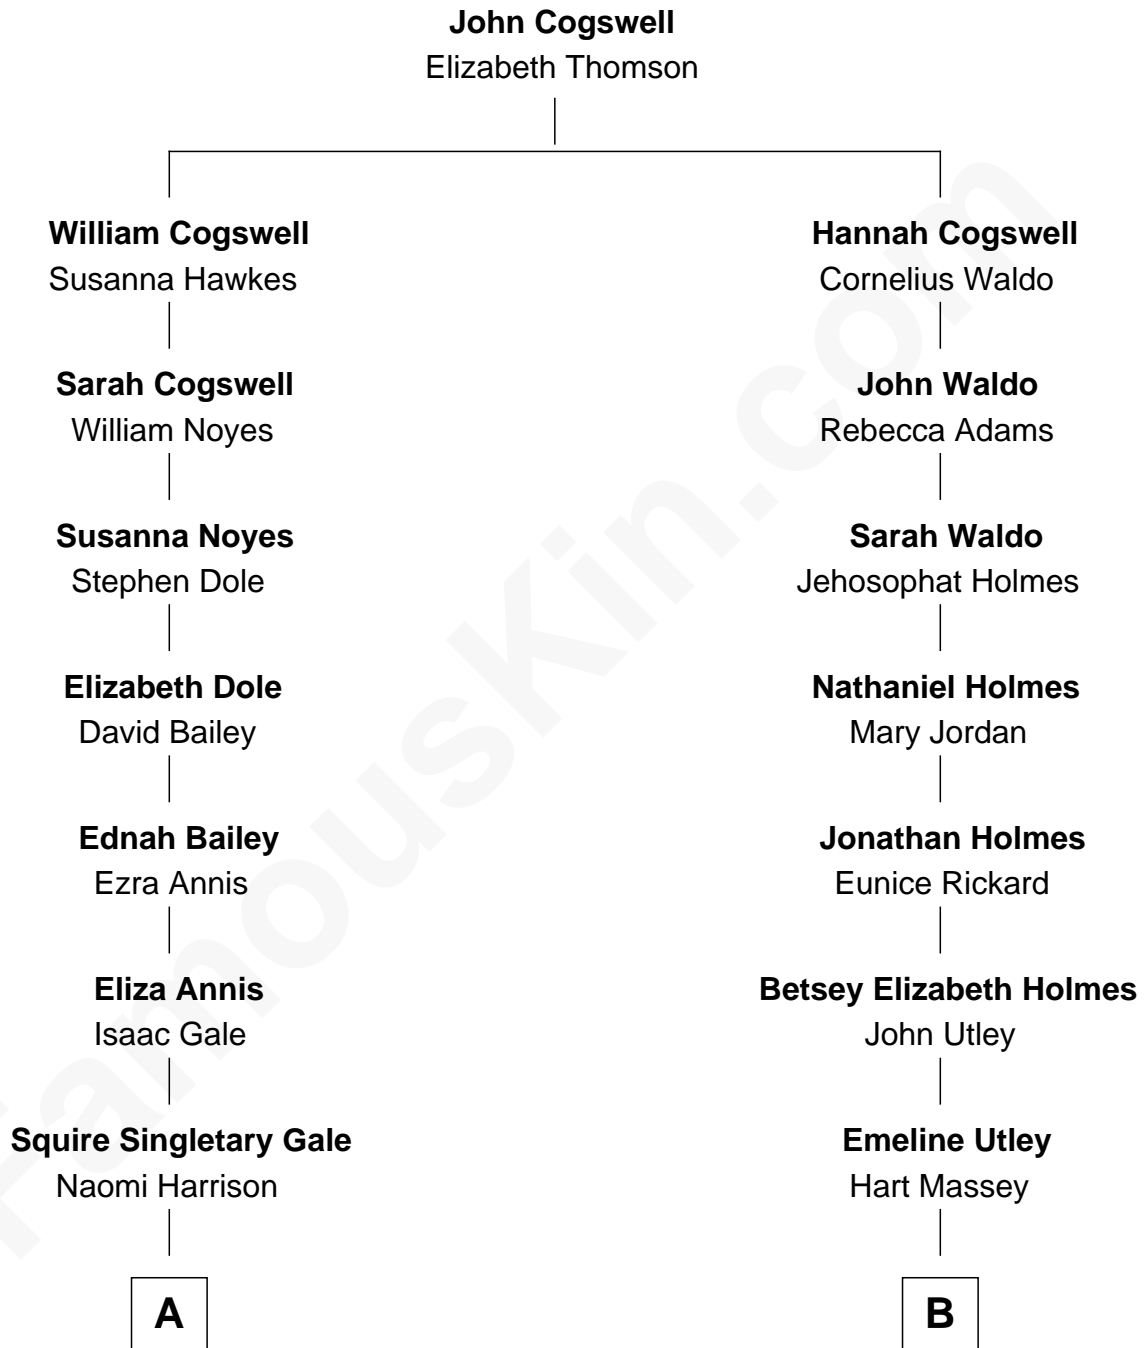 John Cogswell
Elizabeth Thomson
William Cogswell
Susanna Hawkes
Hannah Cogswell
Cornelius Waldo
Sarah Cogswell
William Noyes
John Waldo
Rebecca Adams
Susanna Noyes
Stephen Dole
Sarah Waldo
Jehosophat Holmes
Elizabeth Dole
David Bailey
Nathaniel Holmes
Mary Jordan
Ednah Bailey
Ezra Annis
Jonathan Holmes
Eunice Rickard
Eliza Annis
Isaac Gale
Betsey Elizabeth Holmes
John Utley
Squire Singletary Gale
Naomi Harrison
Emeline Utley
Hart Massey
A
B
FamousKin.com